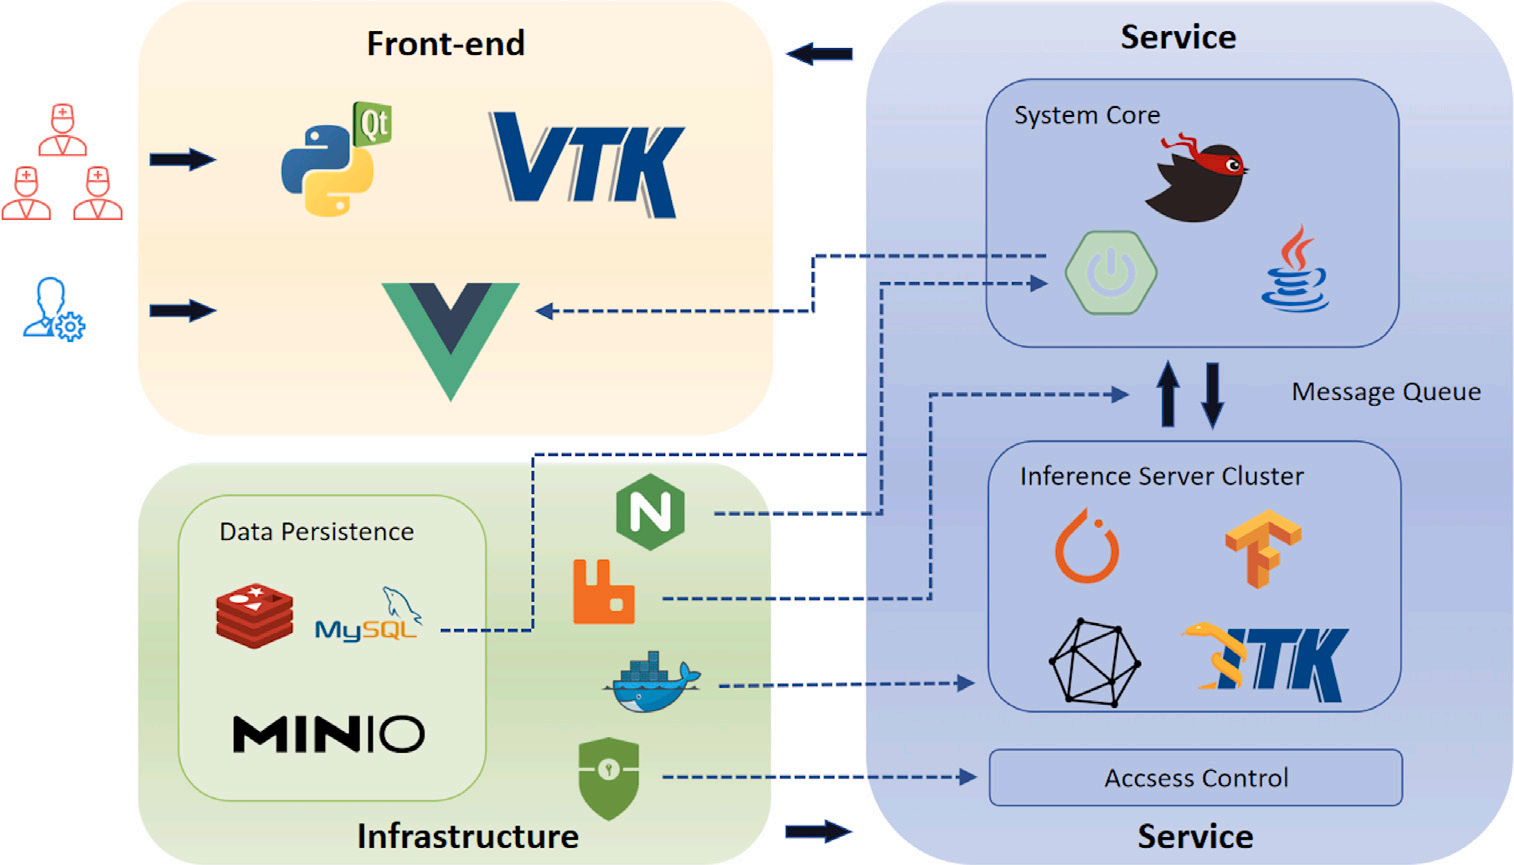 Front-end
Qt
VTK
Service
System Core
Message Queue
Inference Server Cluster
ITK
Accsess Control
Service
Data Persistence
MySQL
MINIO
N
Infrastructure